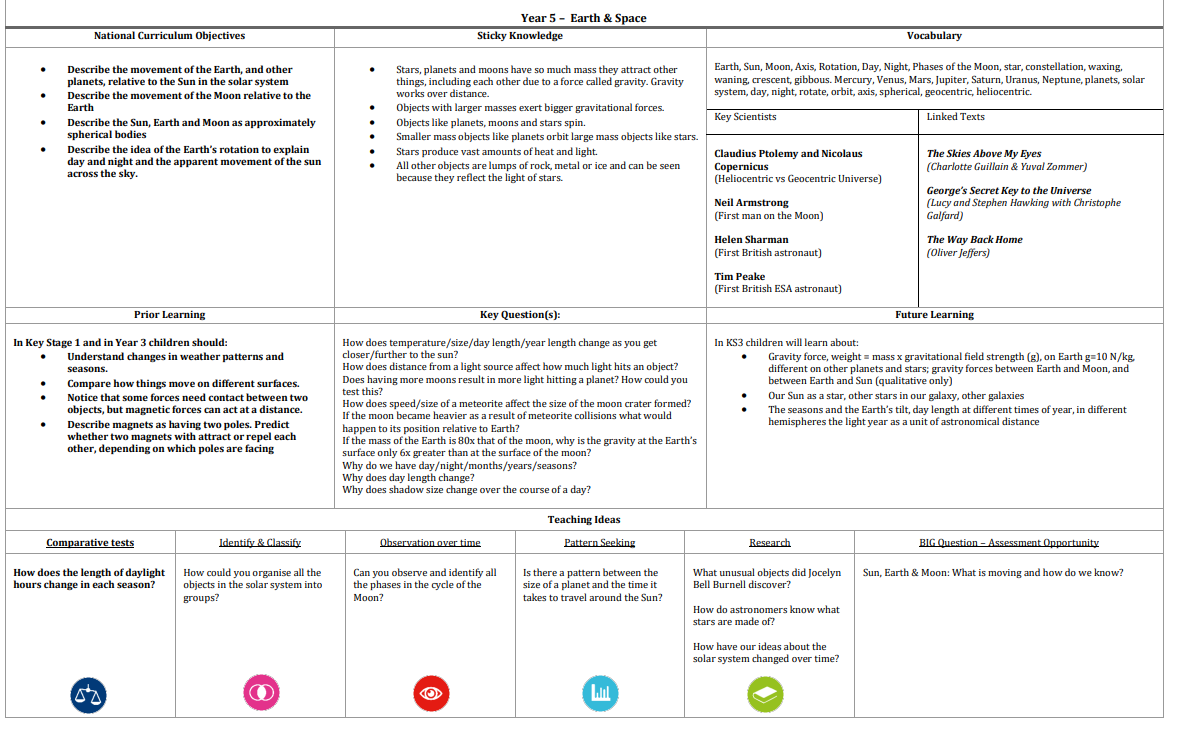 Year 5 – Earth & Space
National Curriculum Objectives
Sticky Knowledge
Vocabulary
• Describe the movement of the Earth, and other
planets, relative to the Sun in the solar system
• Describe the movement of the Moon relative to the
Earth
• Describe the Sun, Earth and Moon as approximately
spherical bodies
• Describe the idea of the Earth's rotation to explain
day and night and the apparent movement of the sun
across the sky.
• Stars, planets and moons have so much mass they attract other
things, including each other due to a force called gravity. Gravity
works over distance.
• Objects with larger masses exert bigger gravitational forces.
• Objects like planets, moons and stars spin.
• Smaller mass objects like planets orbit large mass objects like stars.
• Stars produce vast amounts of heat and light.
• All other objects are lumps of rock, metal or ice and can be seen
because they reflect the light of stars.
Earth, Sun, Moon, Axis, Rotation, Day, Night, Phases of the Moon, star, constellation, waxing,
waning, crescent, gibbous. Mercury, Venus, Mars, Jupiter, Saturn, Uranus, Neptune, planets, solar
system, day, night, rotate, orbit, axis, spherical, geocentric, heliocentric.
Key Scientists
Linked Texts
Claudius Ptolemy and Nicolaus
Copernicus
(Heliocentric vs Geocentric Universe)
Neil Armstrong
(First man on the Moon)
Helen Sharman
(First British astronaut)
Tim Peake
(First British ESA astronaut)
The Skies Above My Eyes
(Charlotte Guillain & Yuval Zommer)
George's Secret Key to the Universe
(Lucy and Stephen Hawking with Christophe
Galfard)
The Way Back Home
(Oliver Jeffers)
Prior Learning
Key Question(s):
Future Learning
In Key Stage 1 and in Year 3 children should:
• Understand changes in weather patterns and
seasons.
• Compare how things move on different surfaces.
• Notice that some forces need contact between two
objects, but magnetic forces can act at a distance.
• Describe magnets as having two poles. Predict
whether two magnets with attract or repel each
other, depending on which poles are facing
How does temperature/size/day length/year length change as you get
closer/further to the sun?
How does distance from a light source affect how much light hits an object?
Does having more moons result in more light hitting a planet? How could you
test this?
How does speed/size of a meteorite affect the size of the moon crater formed?
If the moon became heavier as a result of meteorite collisions what would
happen to its position relative to Earth?
If the mass of the Earth is 80x that of the moon, why is the gravity at the Earth's
surface only 6x greater than at the surface of the moon?
Why do we have day/night/months/years/seasons?
Why does day length change?
Why does shadow size change over the course of a day?
In KS3 children will learn about:
• Gravity force, weight = mass x gravitational field strength (g), on Earth g=10 N/kg,
different on other planets and stars; gravity forces between Earth and Moon, and
between Earth and Sun (qualitative only)
• Our Sun as a star, other stars in our galaxy, other galaxies
• The seasons and the Earth's tilt, day length at different times of year, in different
hemispheres the light year as a unit of astronomical distance
Teaching Ideas
Comparative tests
Identify & Classify
Observation over time
Pattern Seeking
Research
BIG Question – Assessment Opportunity
How does the length of daylight
hours change in each season?
How could you organise all the
objects in the solar system into
groups?
Can you observe and identify all
the phases in the cycle of the
Moon?
Is there a pattern between the
size of a planet and the time it
takes to travel around the Sun?
What unusual objects did Jocelyn
Bell Burnell discover?
How do astronomers know what
stars are made of?
How have our ideas about the
solar system changed over time?
Sun, Earth & Moon: What is moving and how do we know?